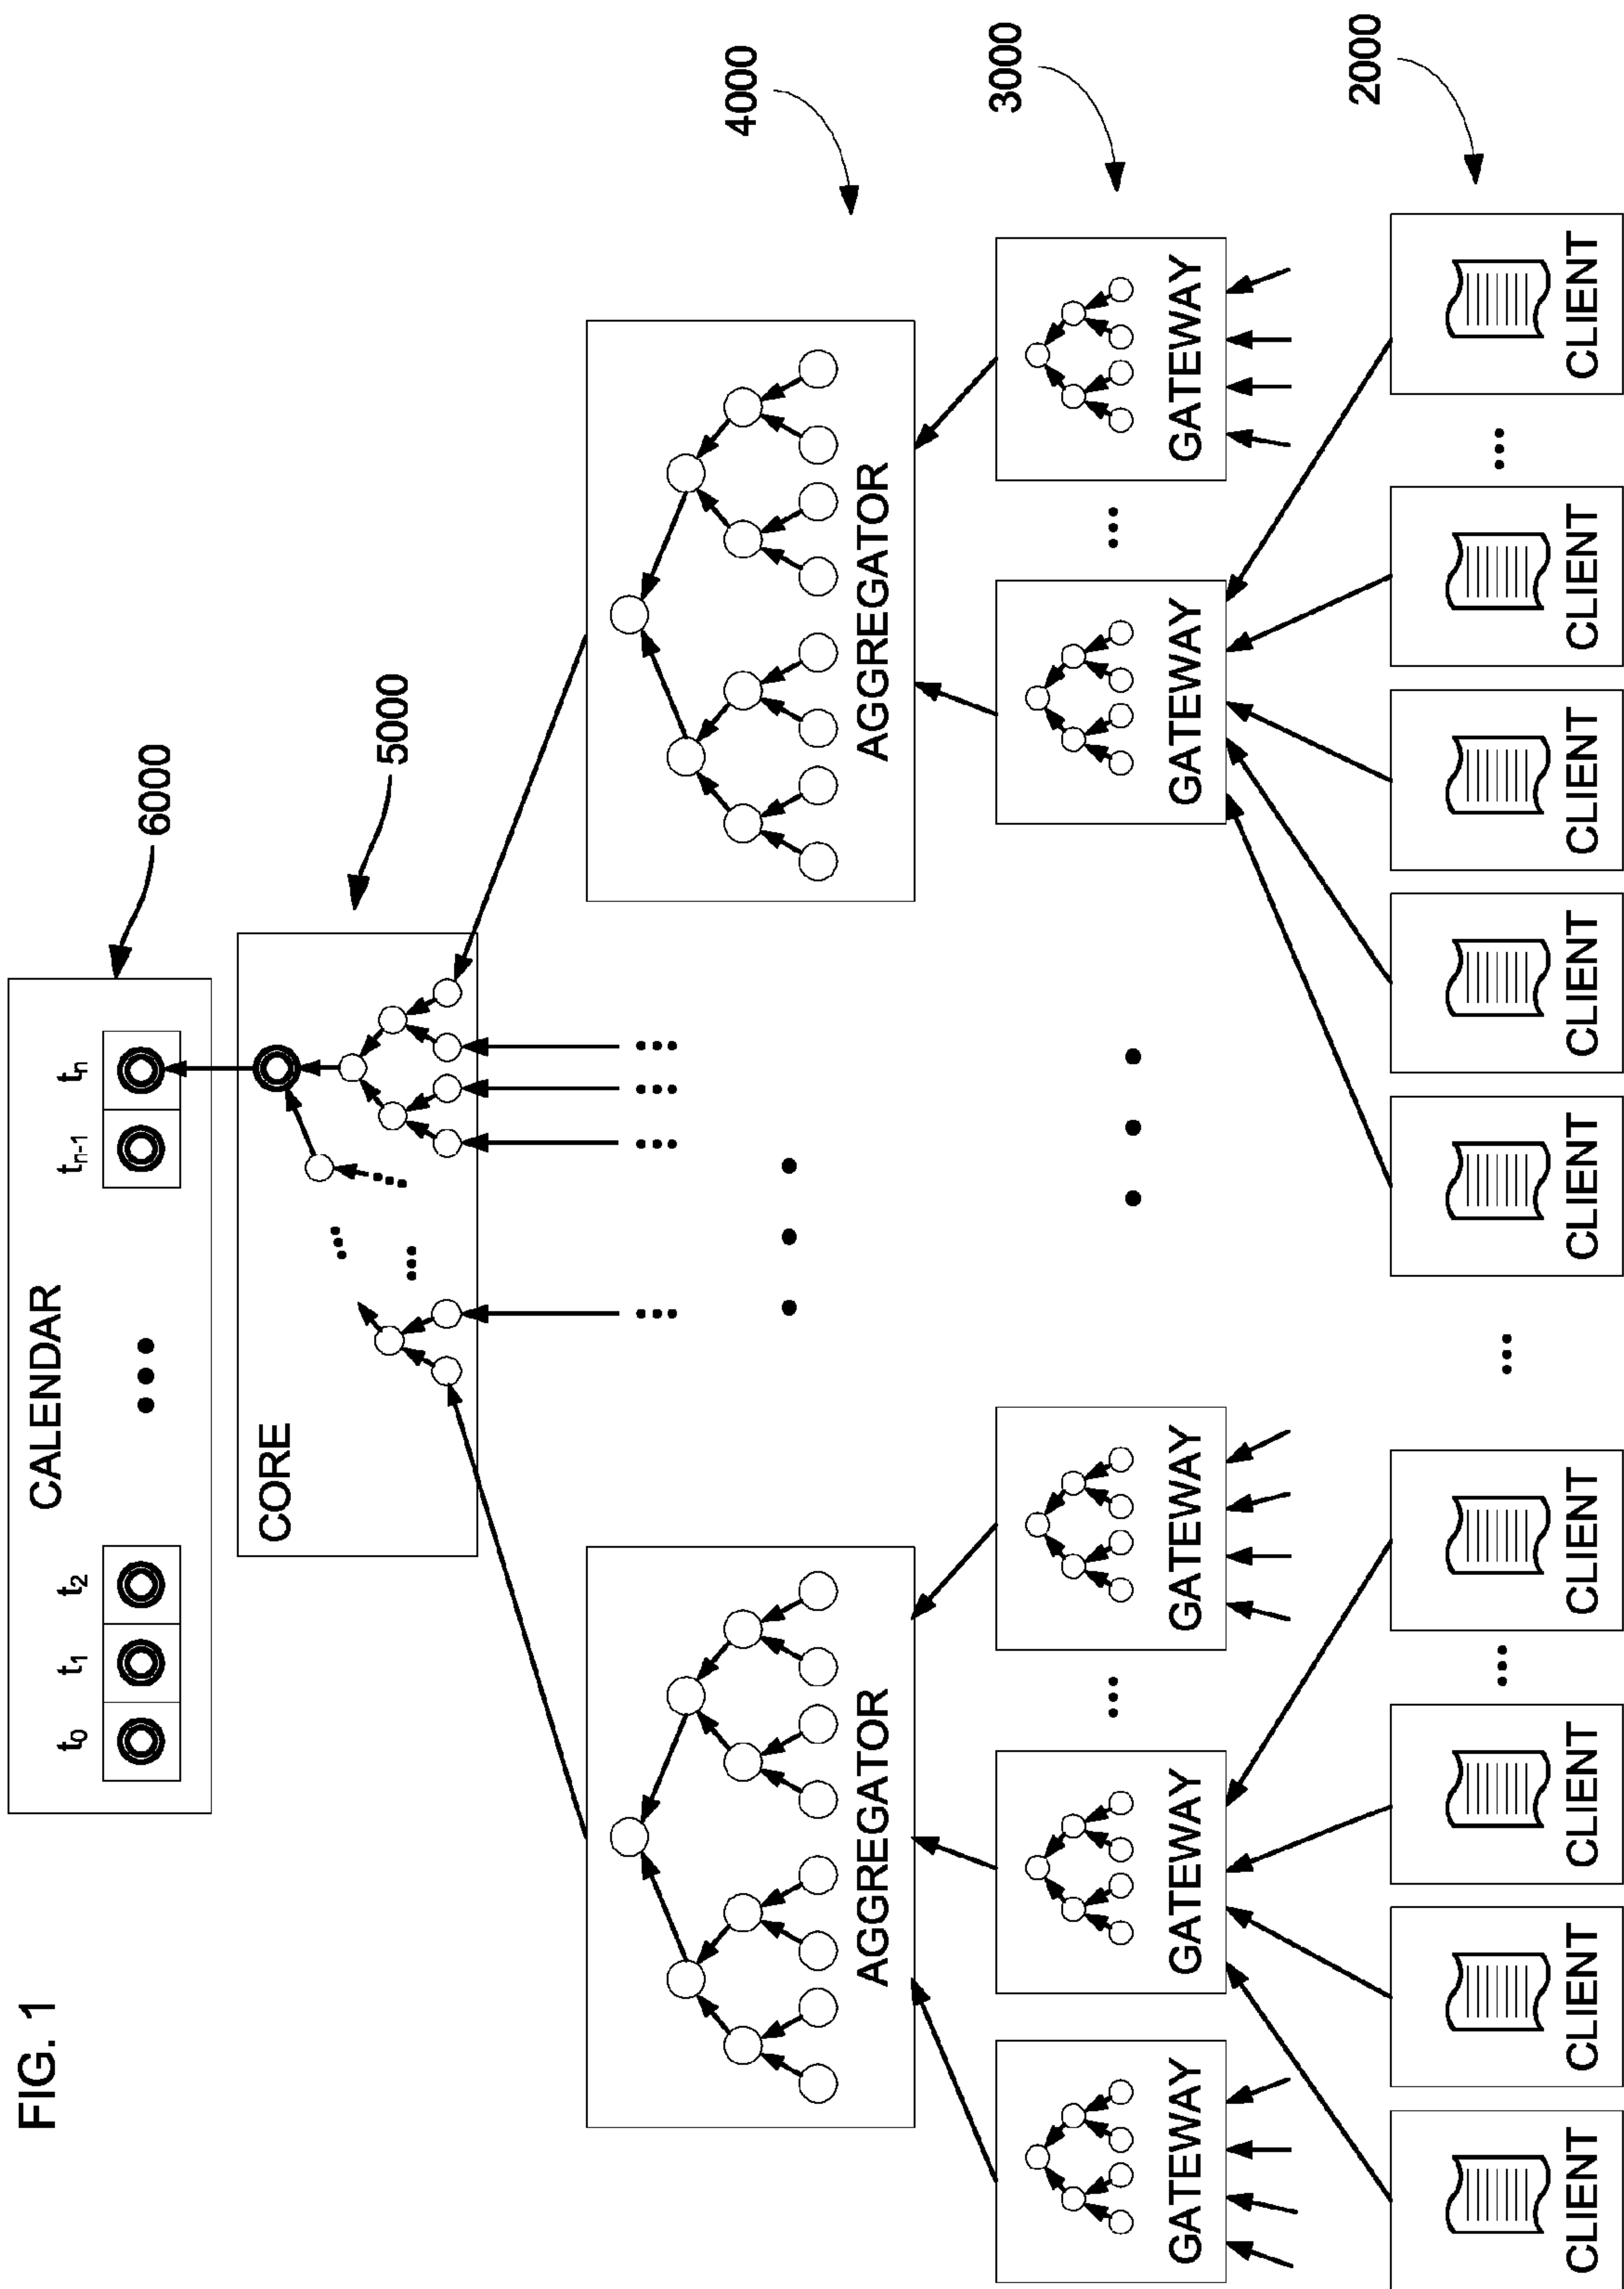 FIG. 1
CALENDAR
t0 t1 t2 ... tn-1 tn
6000
CORE
5000
AGGREGATOR AGGREGATOR
4000
GATEWAY GATEWAY ... GATEWAY GATEWAY ... GATEWAY
3000
CLIENT CLIENT CLIENT ... CLIENT ... CLIENT CLIENT CLIENT CLIENT ... CLIENT
2000